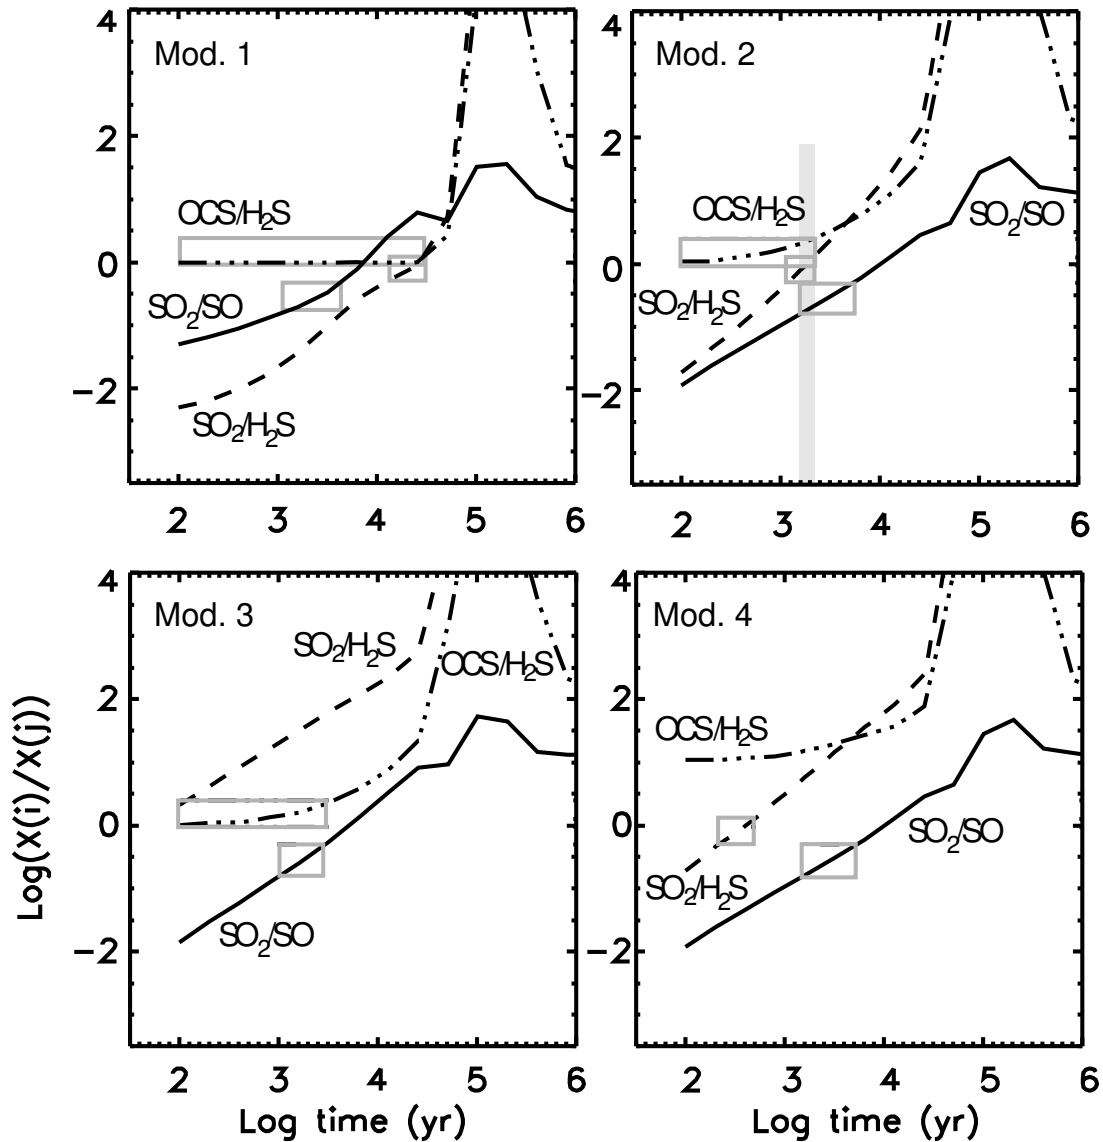 Mod. 1
Mod. 2
4
2
0
−2
OCS/H2S
SO2/SO
SO2/H2S
2 3 4 5 6
4
2
0
−2
OCS/H2S
SO2/SO
SO2/H2S
2 3 4 5 6
Mod. 3
Mod. 4
4
2
0
−2
SO2/H2S
OCS/H2S
SO2/SO
2 3 4 5 6
Log time (yr)
Log(X(i)/X(j))
4
2
0
−2
OCS/H2S
SO2/SO
SO2/H2S
2 3 4 5 6
Log time (yr)